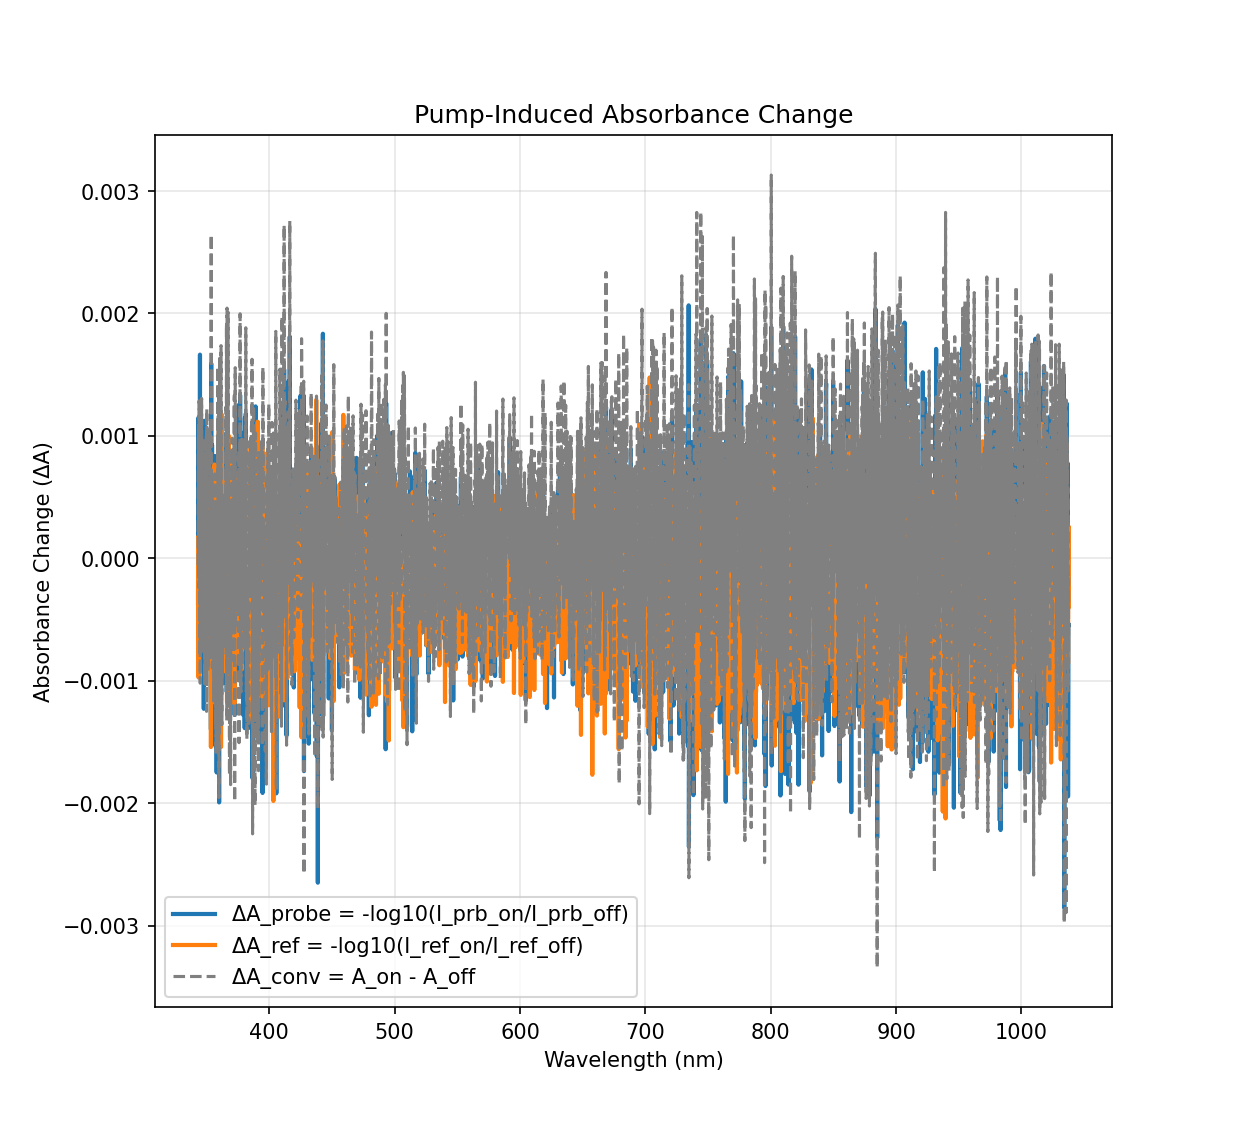 Pump-Induced Absorbance Change
Absorbance Change (ΔA)
0.003
0.002
0.001
0.000
−0.001
−0.002
−0.003
ΔA_probe = -log10(I_prb_on/I_prb_off)
ΔA_ref = -log10(I_ref_on/I_ref_off)
ΔA_conv = A_on - A_off
400 500 600 700 800 900 1000
Wavelength (nm)